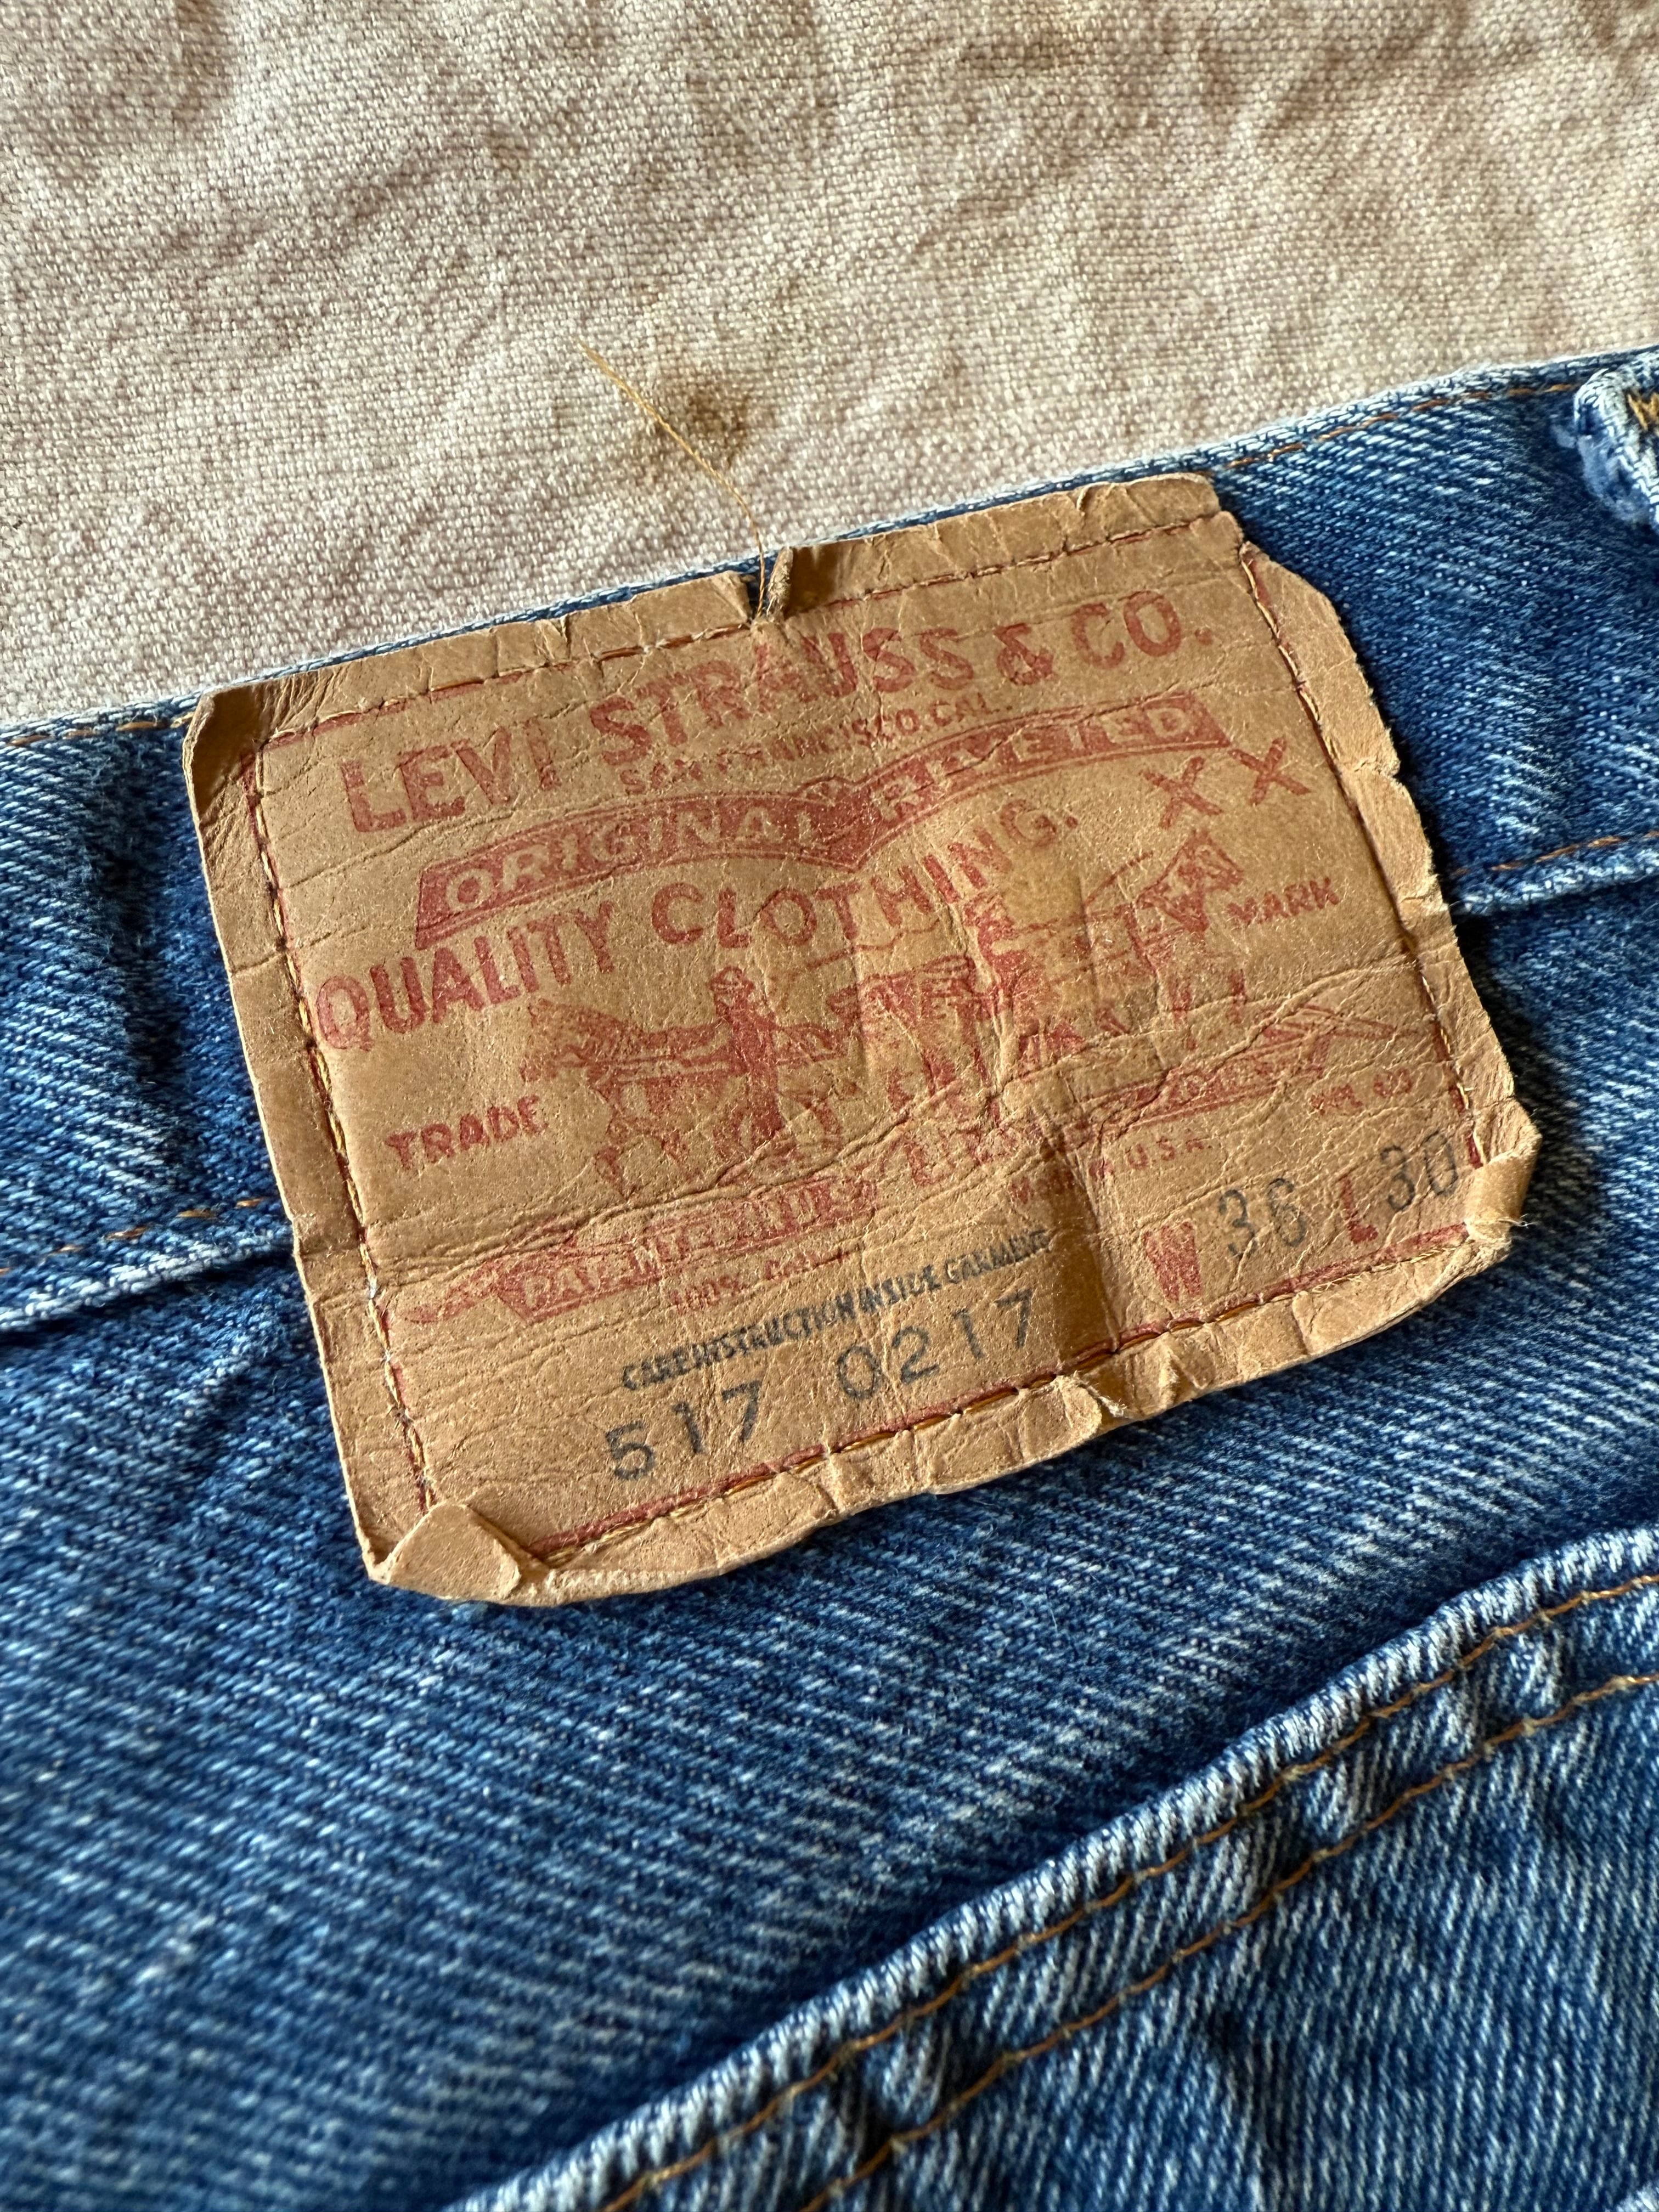 LEVI STRAUSS & CO.
SAN FRANCISCO, CAL.
ORIGINAL RIVETED
QUALITY CLOTHING.
XX
TRADE MARK
U.S.A.
W 36 L 30
100%
CARE INSTRUCTION INSIDE GARMENT
517 0217